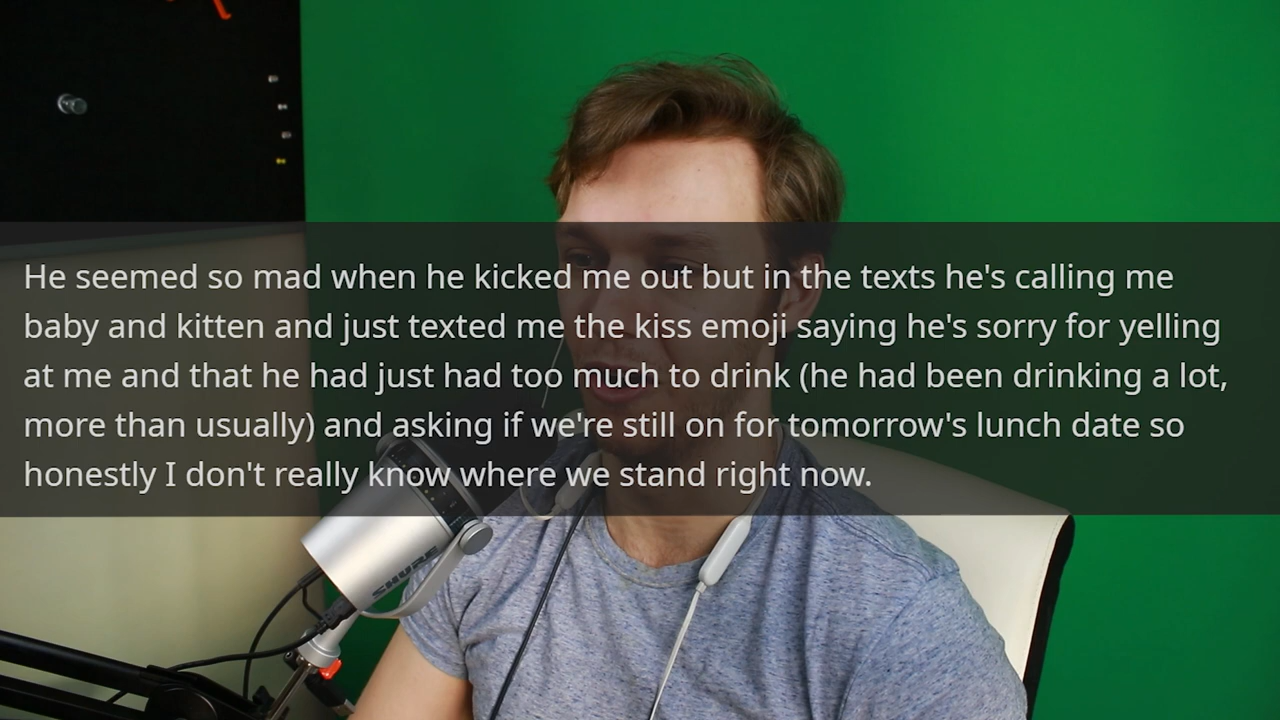 He seemed so mad when he kicked me out but in the texts he's calling me
baby and kitten and just texted me the kiss emoji saying he's sorry for yelling
at me and that he had just had too much to drink (he had been drinking a lot,
more than usually) and asking if we're still on for tomorrow's lunch date so
honestly I don't really know where we stand right now.
SHURE